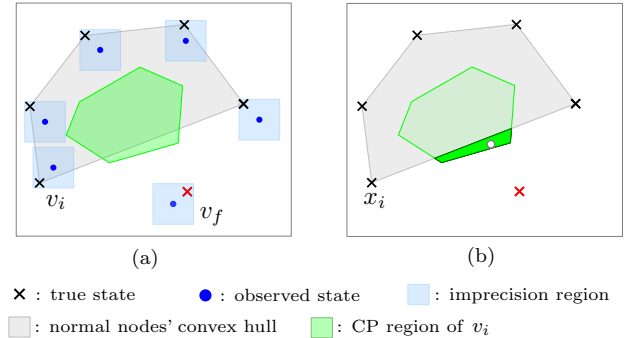 v_i
v_f
x_i
(a)
(b)
: true state
: observed state
: imprecision region
: normal nodes' convex hull
: CP region of v_i